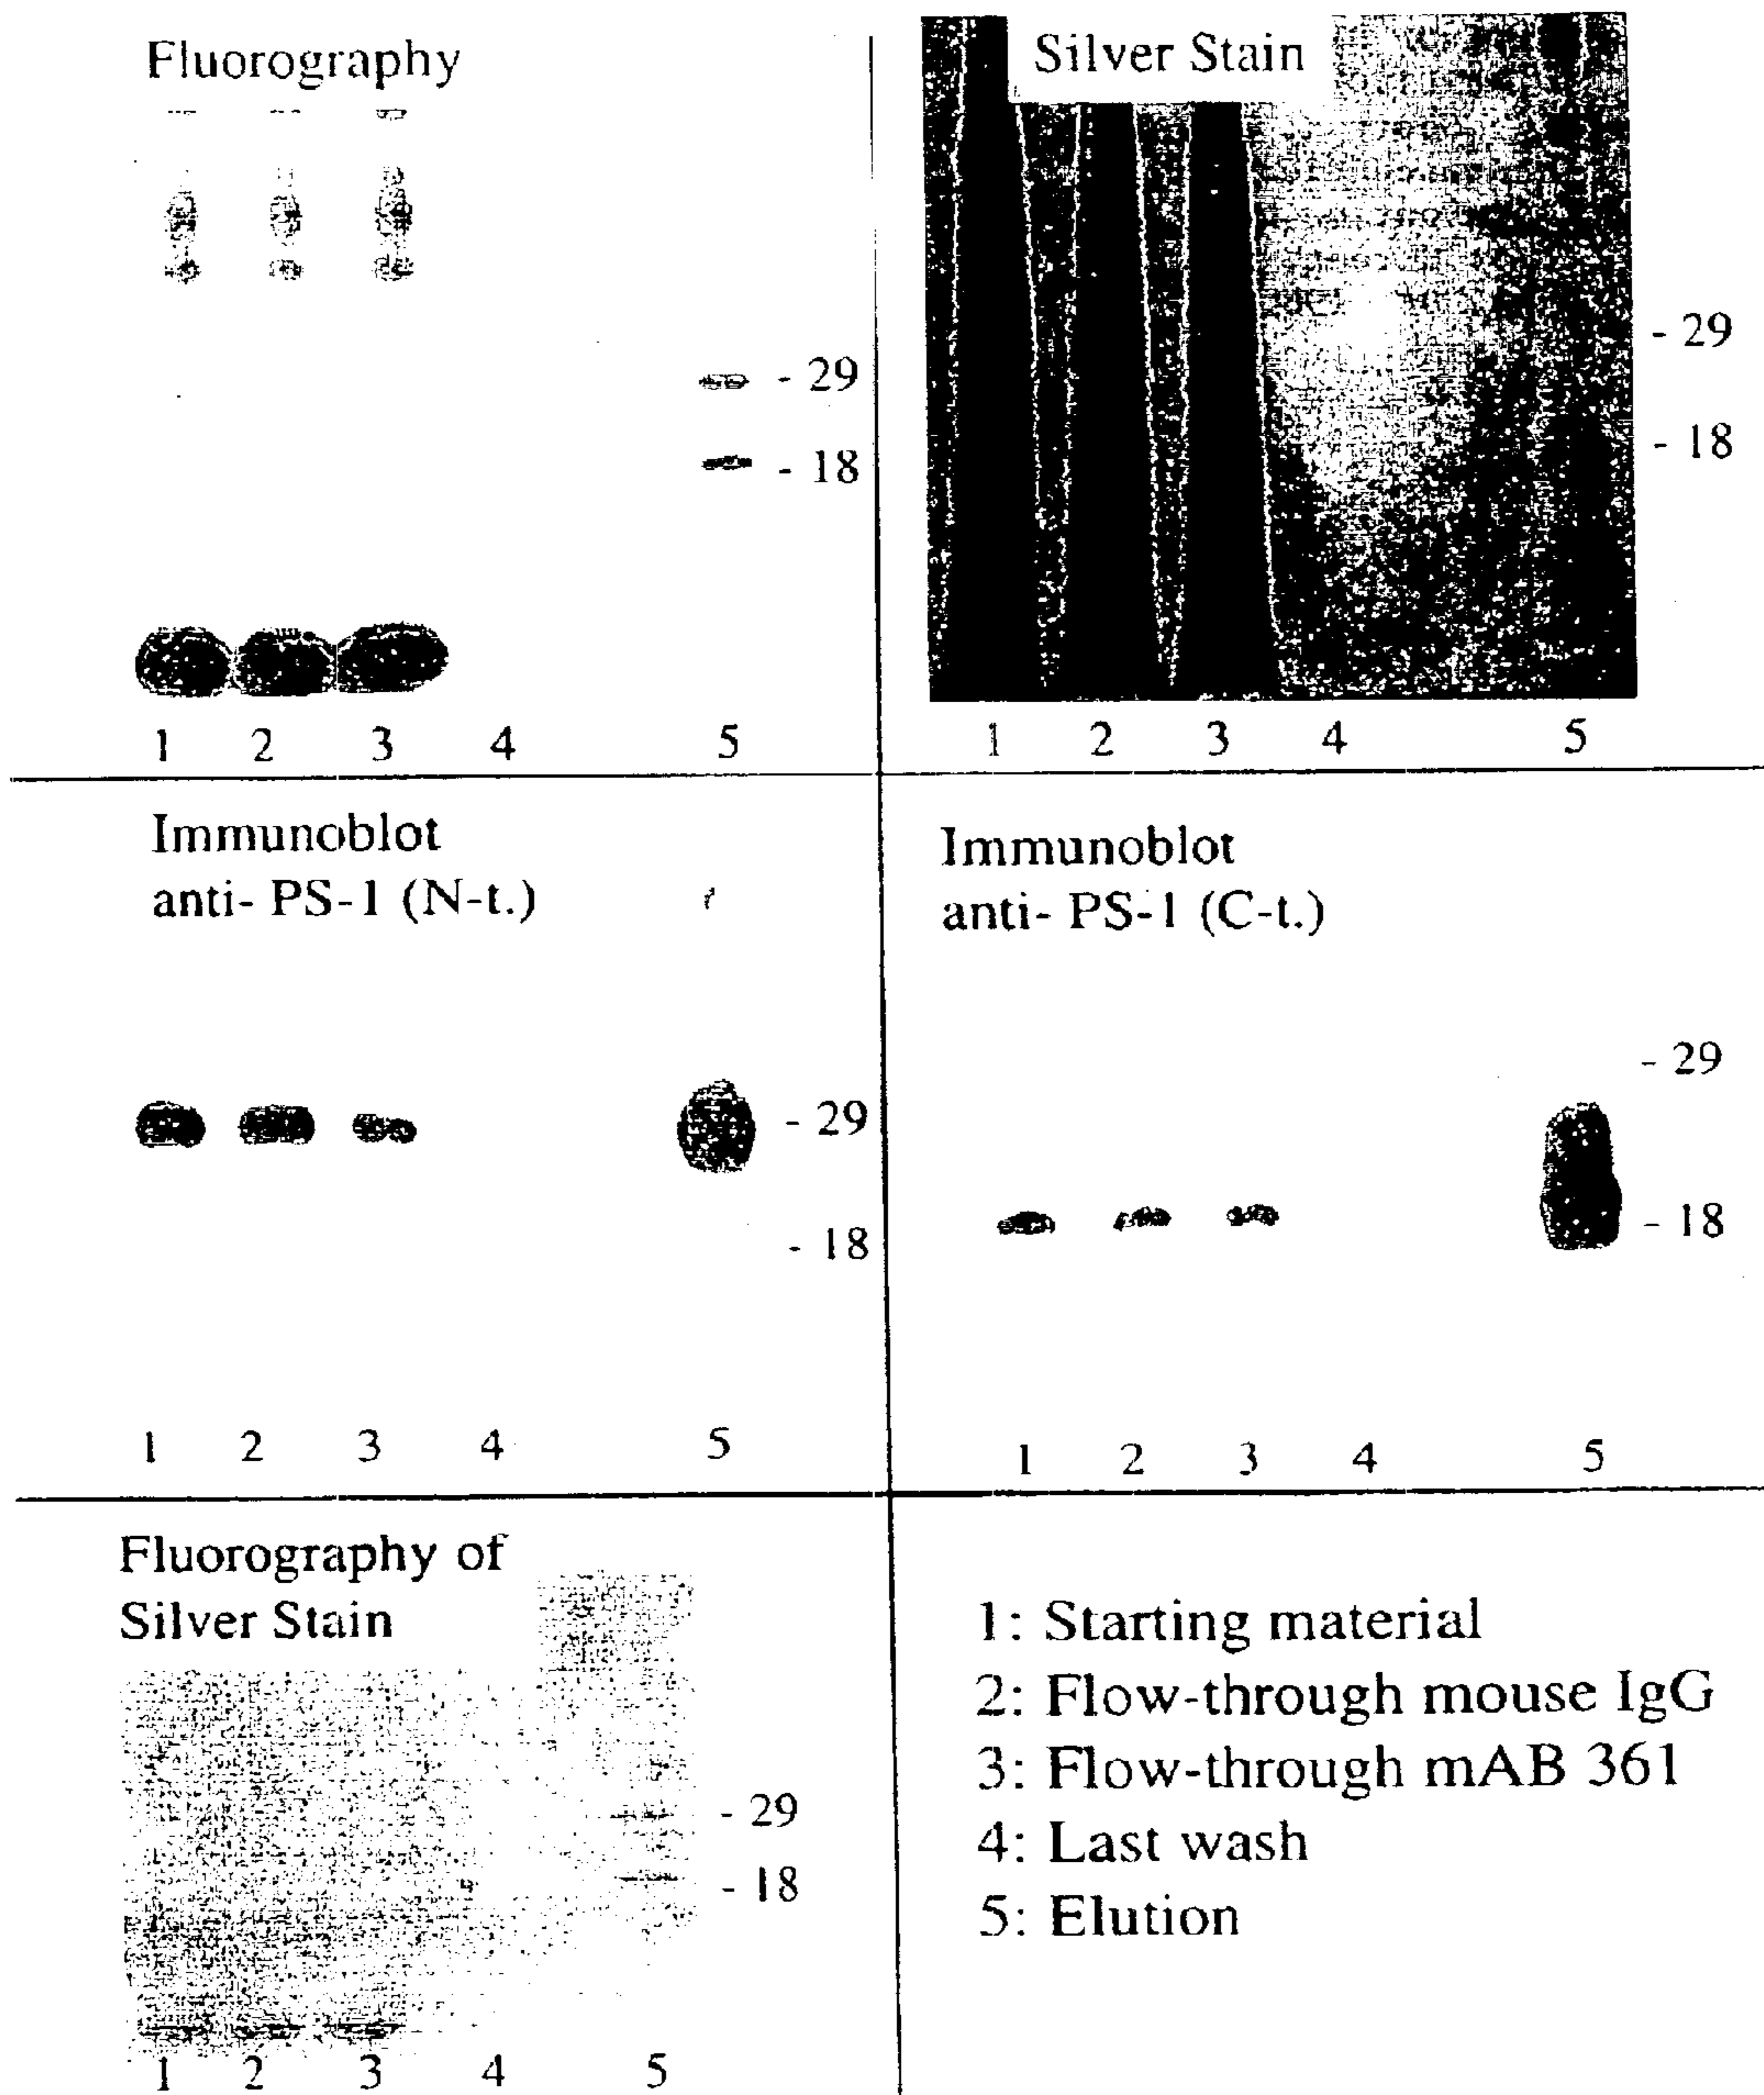 Fluorography
- 29
- 18
1 2 3 4 5
Silver Stain
- 29
- 18
1 2 3 4 5
Immunoblot
anti- PS-1 (N-t.)
- 29
- 18
1 2 3 4 5
Immunoblot
anti- PS-1 (C-t.)
- 29
- 18
1 2 3 4 5
Fluorography of
Silver Stain
- 29
- 18
1 2 3 4 5
1: Starting material
2: Flow-through mouse IgG
3: Flow-through mAB 361
4: Last wash
5: Elution